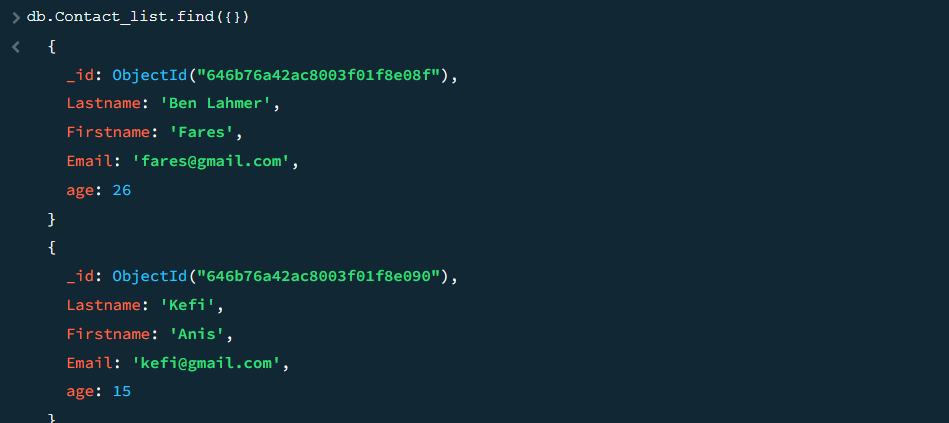 > db.Contact_list.find({})
< {
_id: ObjectId("646b76a42ac8003f01f8e08f"),
Lastname: 'Ben Lahmer',
Firstname: 'Fares',
Email: 'fares@gmail.com',
age: 26
}
{
_id: ObjectId("646b76a42ac8003f01f8e090"),
Lastname: 'Kefi',
Firstname: 'Anis',
Email: 'kefi@gmail.com',
age: 15
}